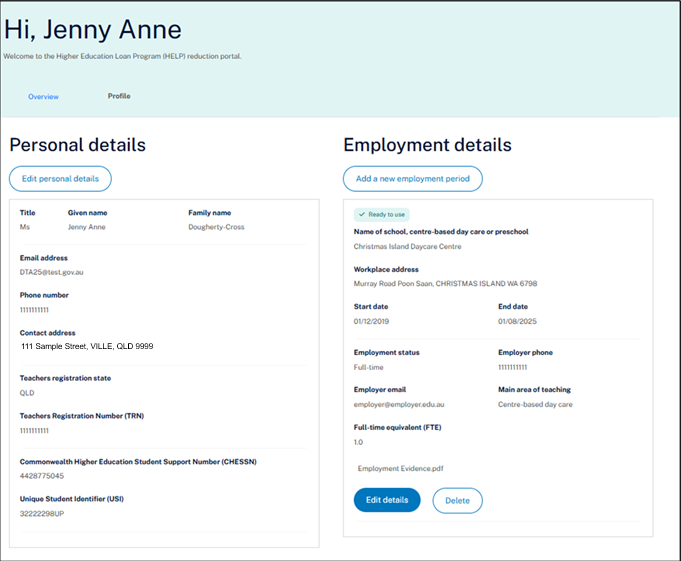 Hi, Jenny Anne
Welcome to the Higher Education Loan Program (HELP) reduction portal.
Overview Profile
Personal details
Edit personal details
Title Given name Family name
Ms Jenny Anne Dougherty-Cross
Email address
DTA25@test.gov.au
Phone number
1111111111
Contact address
111 Sample Street, VILLE, QLD 9999
Teachers registration state
QLD
Teachers Registration Number (TRN)
1111111111
Commonwealth Higher Education Student Support Number (CHESSN)
4428775045
Unique Student Identifier (USI)
32222298UP
Employment details
Add a new employment period
Ready to use
Name of school, centre-based day care or preschool
Christmas Island Daycare Centre
Workplace address
Murray Road Poon Saan, CHRISTMAS ISLAND WA 6798
Start date End date
01/12/2019 01/08/2025
Employment status Employer phone
Full-time 1111111111
Employer email Main area of teaching
employer@employer.edu.au Centre-based day care
Full-time equivalent (FTE)
1.0
Employment Evidence.pdf
Edit details Delete